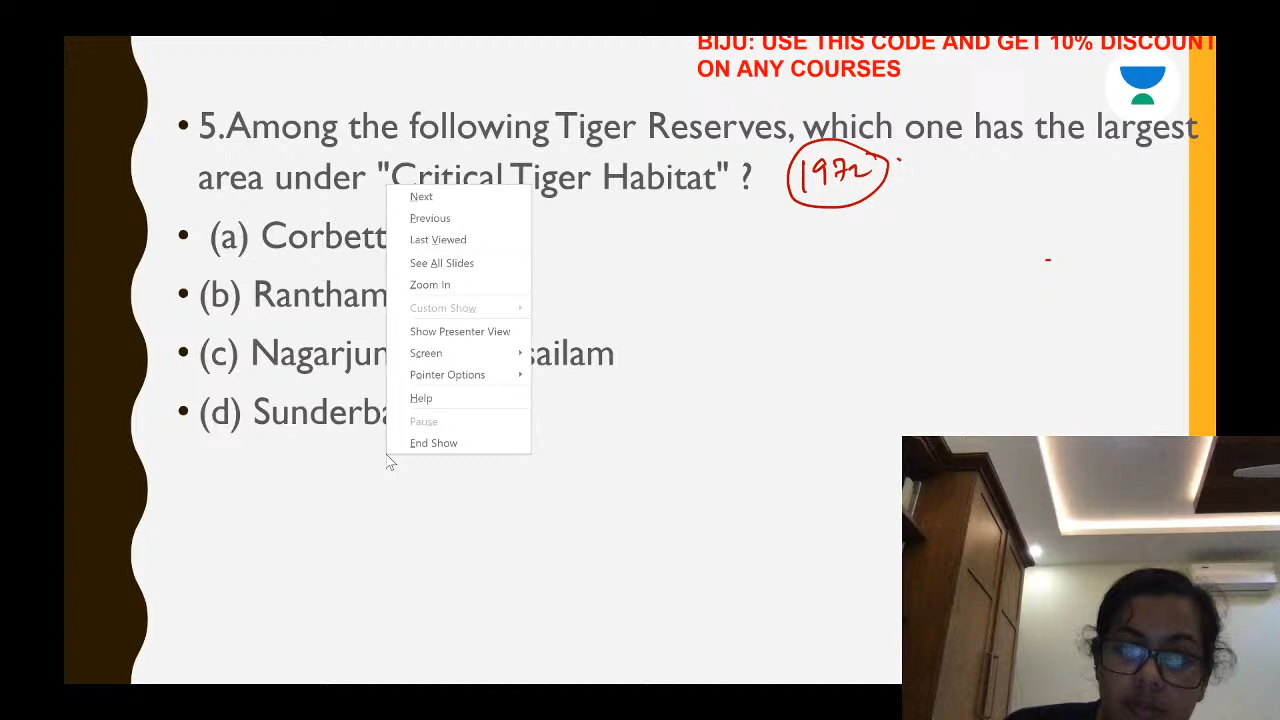 BIJU: USE THIS CODE AND GET 10% DISCOUNT
ON ANY COURSES
• 5.Among the following Tiger Reserves, which one has the largest
area under "Critical Tiger Habitat" ?
1972
• (a) Corbett
• (b) Rantham
• (c) Nagarjun sailam
• (d) Sunderba
Next
Previous
Last Viewed
See All Slides
Zoom In
Custom Show
Show Presenter View
Screen
Pointer Options
Help
Pause
End Show